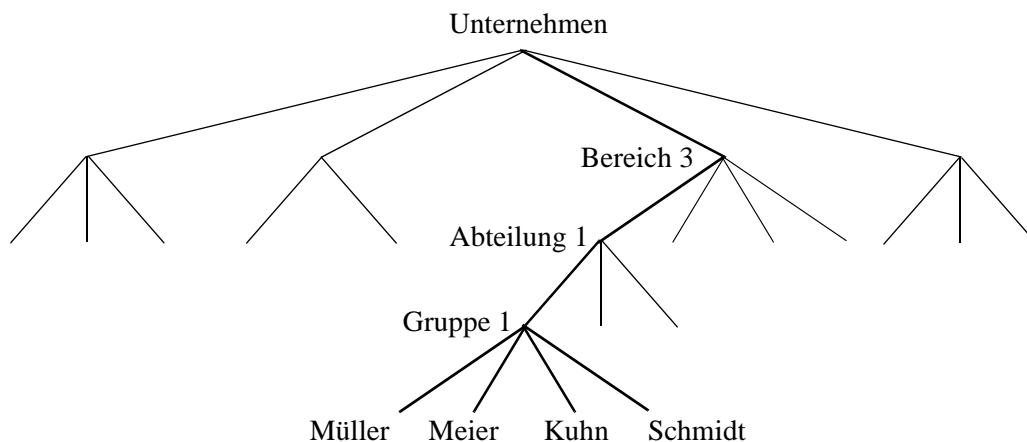 Unternehmen
Bereich 3
Abteilung 1
Gruppe 1
Müller Meier Kuhn Schmidt